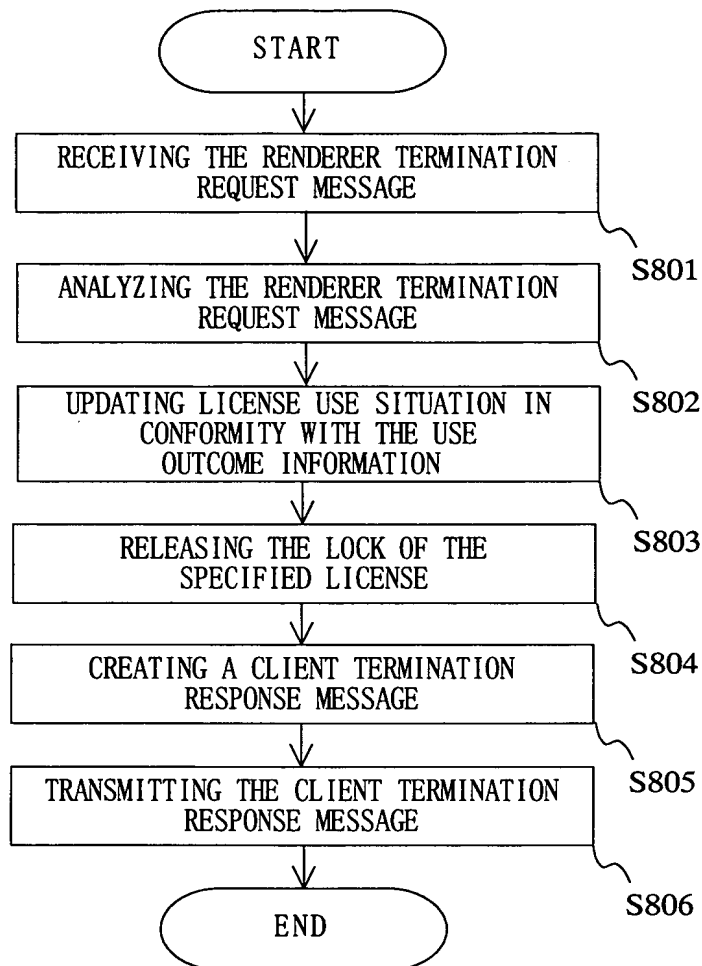 START
RECEIVING THE RENDERER TERMINATION
REQUEST MESSAGE
S801
ANALYZING THE RENDERER TERMINATION
REQUEST MESSAGE
S802
UPDATING LICENSE USE SITUATION IN
CONFORMITY WITH THE USE
OUTCOME INFORMATION
S803
RELEASING THE LOCK OF THE
SPECIFIED LICENSE
S804
CREATING A CLIENT TERMINATION
RESPONSE MESSAGE
S805
TRANSMITTING THE CLIENT TERMINATION
RESPONSE MESSAGE
S806
END